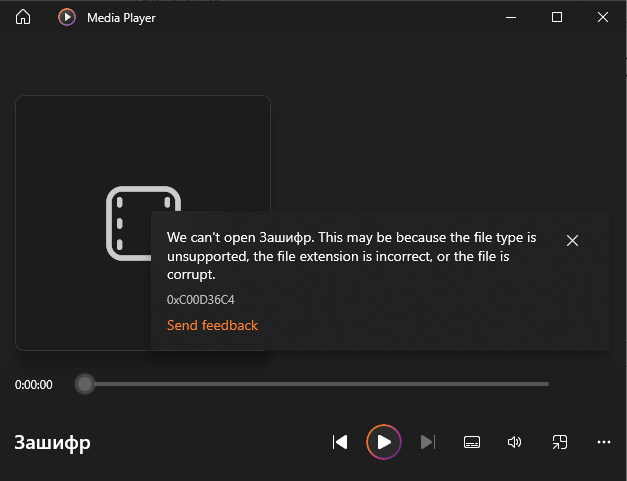 Media Player
We can't open Зашифр. This may be because the file type is
unsupported, the file extension is incorrect, or the file is
corrupt.
0xC00D36C4
Send feedback
0:00:00
Зашифр